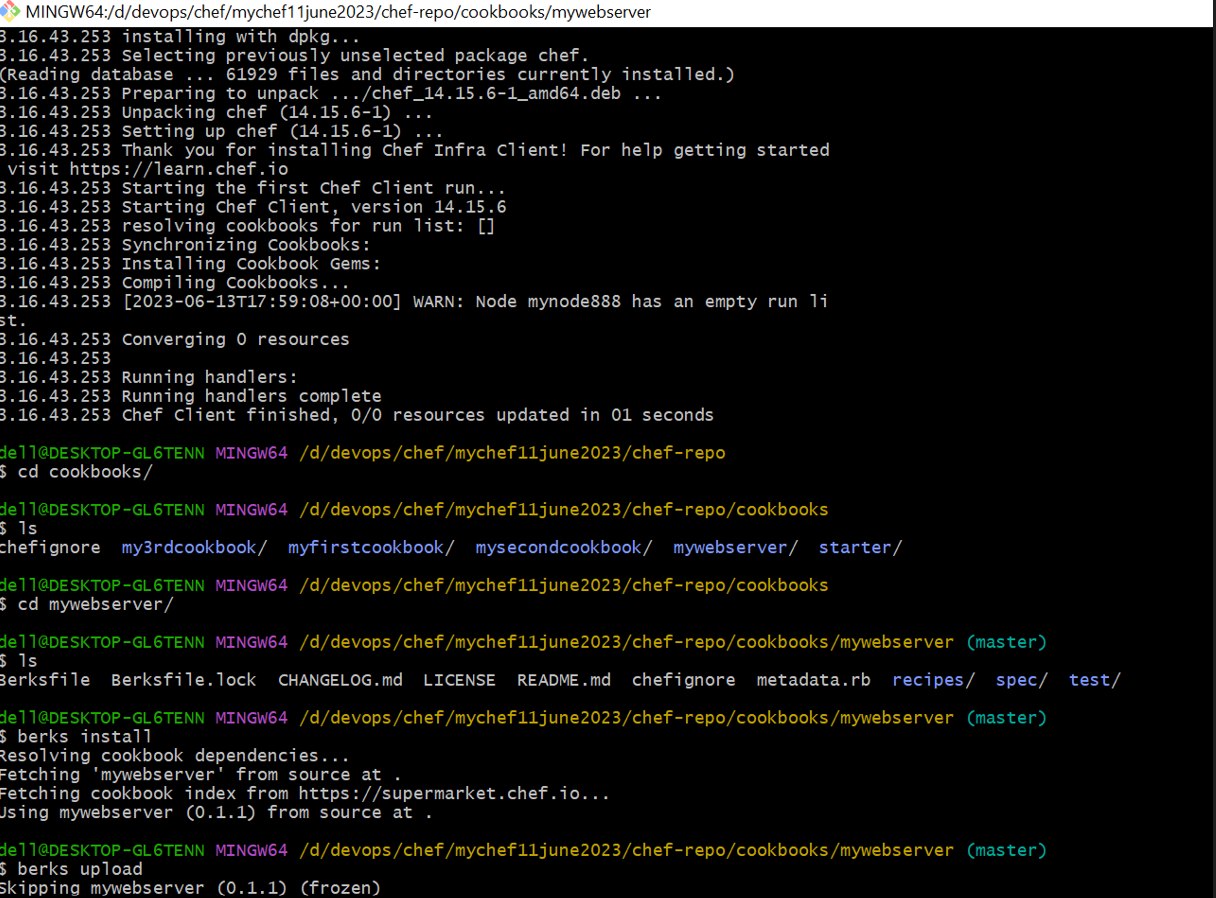 MINGW64:/d/devops/chef/mychef11june2023/chef-repo/cookbooks/mywebserver
3.16.43.253 installing with dpkg...
3.16.43.253 Selecting previously unselected package chef.
(Reading database ... 61929 files and directories currently installed.)
3.16.43.253 Preparing to unpack .../chef_14.15.6-1_amd64.deb ...
3.16.43.253 Unpacking chef (14.15.6-1) ...
3.16.43.253 Setting up chef (14.15.6-1) ...
3.16.43.253 Thank you for installing Chef Infra Client! For help getting started
visit https://learn.chef.io
3.16.43.253 Starting the first Chef Client run...
3.16.43.253 Starting Chef Client, version 14.15.6
3.16.43.253 resolving cookbooks for run list: []
3.16.43.253 Synchronizing Cookbooks:
3.16.43.253 Installing Cookbook Gems:
3.16.43.253 Compiling Cookbooks...
3.16.43.253 [2023-06-13T17:59:08+00:00] WARN: Node mynode888 has an empty run li
st.
3.16.43.253 Converging 0 resources
3.16.43.253
3.16.43.253 Running handlers:
3.16.43.253 Running handlers complete
3.16.43.253 Chef Client finished, 0/0 resources updated in 01 seconds
dell@DESKTOP-GL6TENN MINGW64 /d/devops/chef/mychef11june2023/chef-repo
$ cd cookbooks/
dell@DESKTOP-GL6TENN MINGW64 /d/devops/chef/mychef11june2023/chef-repo/cookbooks
$ ls
chefignore my3rdcookbook/ myfirstcookbook/ mysecondcookbook/ mywebserver/ starter/
dell@DESKTOP-GL6TENN MINGW64 /d/devops/chef/mychef11june2023/chef-repo/cookbooks
$ cd mywebserver/
dell@DESKTOP-GL6TENN MINGW64 /d/devops/chef/mychef11june2023/chef-repo/cookbooks/mywebserver (master)
$ ls
Berksfile Berksfile.lock CHANGELOG.md LICENSE README.md chefignore metadata.rb recipes/ spec/ test/
dell@DESKTOP-GL6TENN MINGW64 /d/devops/chef/mychef11june2023/chef-repo/cookbooks/mywebserver (master)
$ berks install
Resolving cookbook dependencies...
Fetching 'mywebserver' from source at .
Fetching cookbook index from https://supermarket.chef.io...
Using mywebserver (0.1.1) from source at .
dell@DESKTOP-GL6TENN MINGW64 /d/devops/chef/mychef11june2023/chef-repo/cookbooks/mywebserver (master)
$ berks upload
Skipping mywebserver (0.1.1) (frozen)